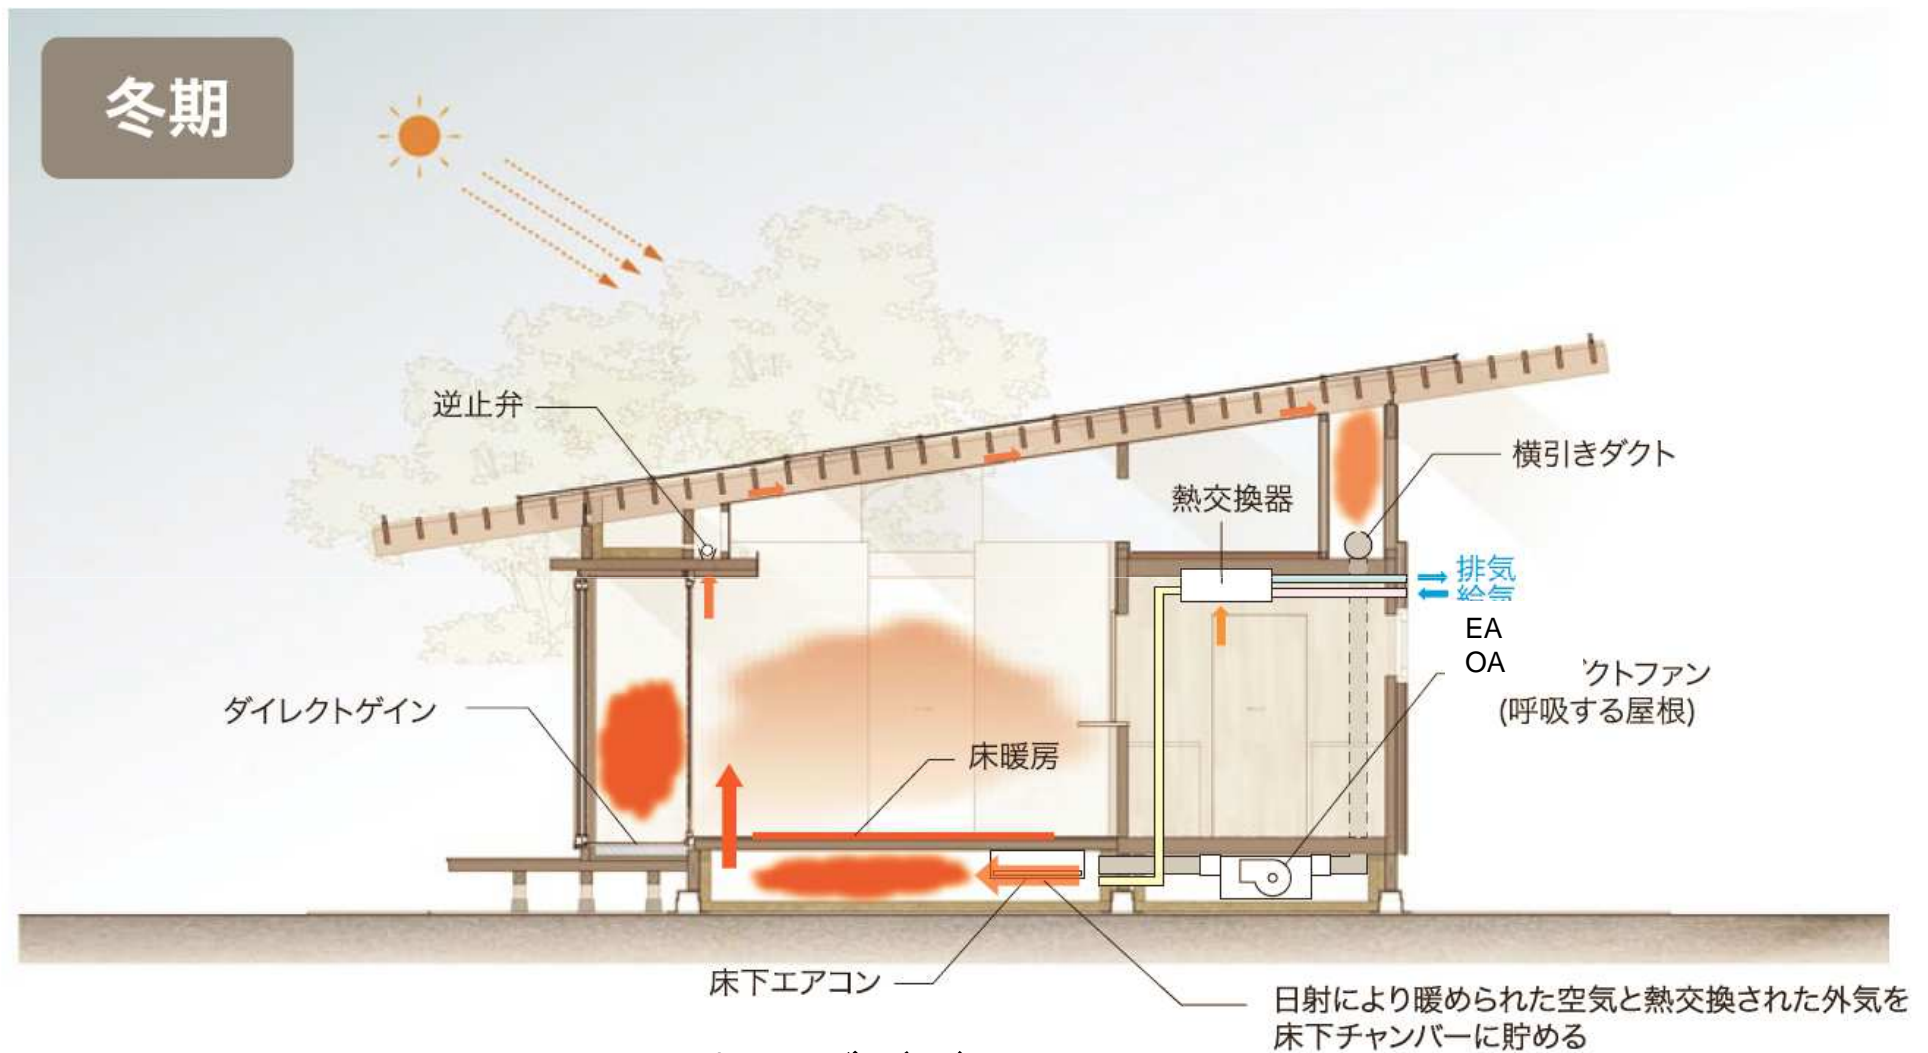 冬期
逆止弁
横引きダクト
熱交換器
排気
給気
EA
OA
クトファン
(呼吸する屋根)
ダイレクトゲイン
床暖房
床下エアコン
日射により暖められた空気と熱交換された外気を
床下チャンバーに貯める